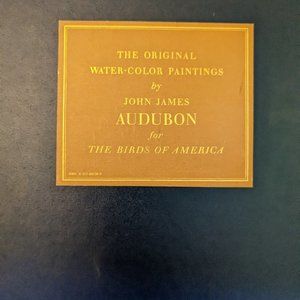 THE ORIGINAL
WATER-COLOR PAINTINGS
by
JOHN JAMES
AUDUBON
for
THE BIRDS OF AMERICA